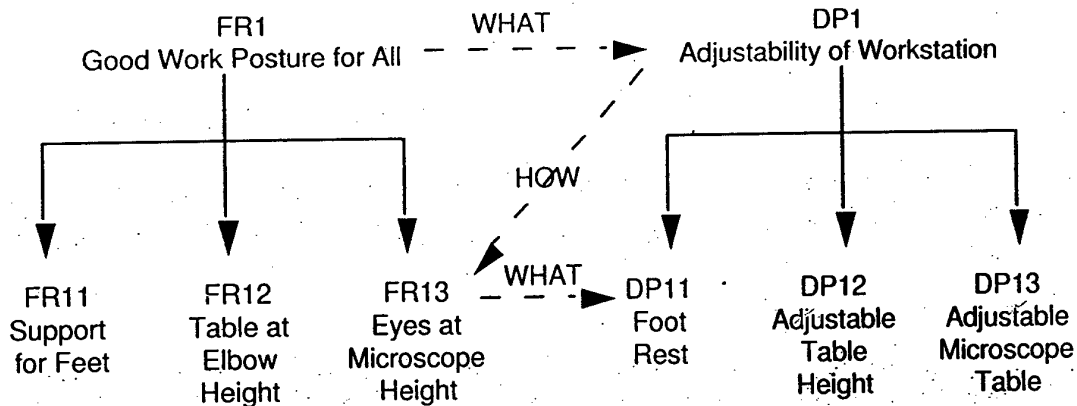 FR1
Good Work Posture for All
WHAT
DP1
Adjustability of Workstation
HOW
WHAT
FR11
Support
for Feet
FR12
Table at
Elbow
Height
FR13
Eyes at
Microscope
Height
DP11
Foot
Rest
DP12
Adjustable
Table
Height
DP13
Adjustable
Microscope
Table